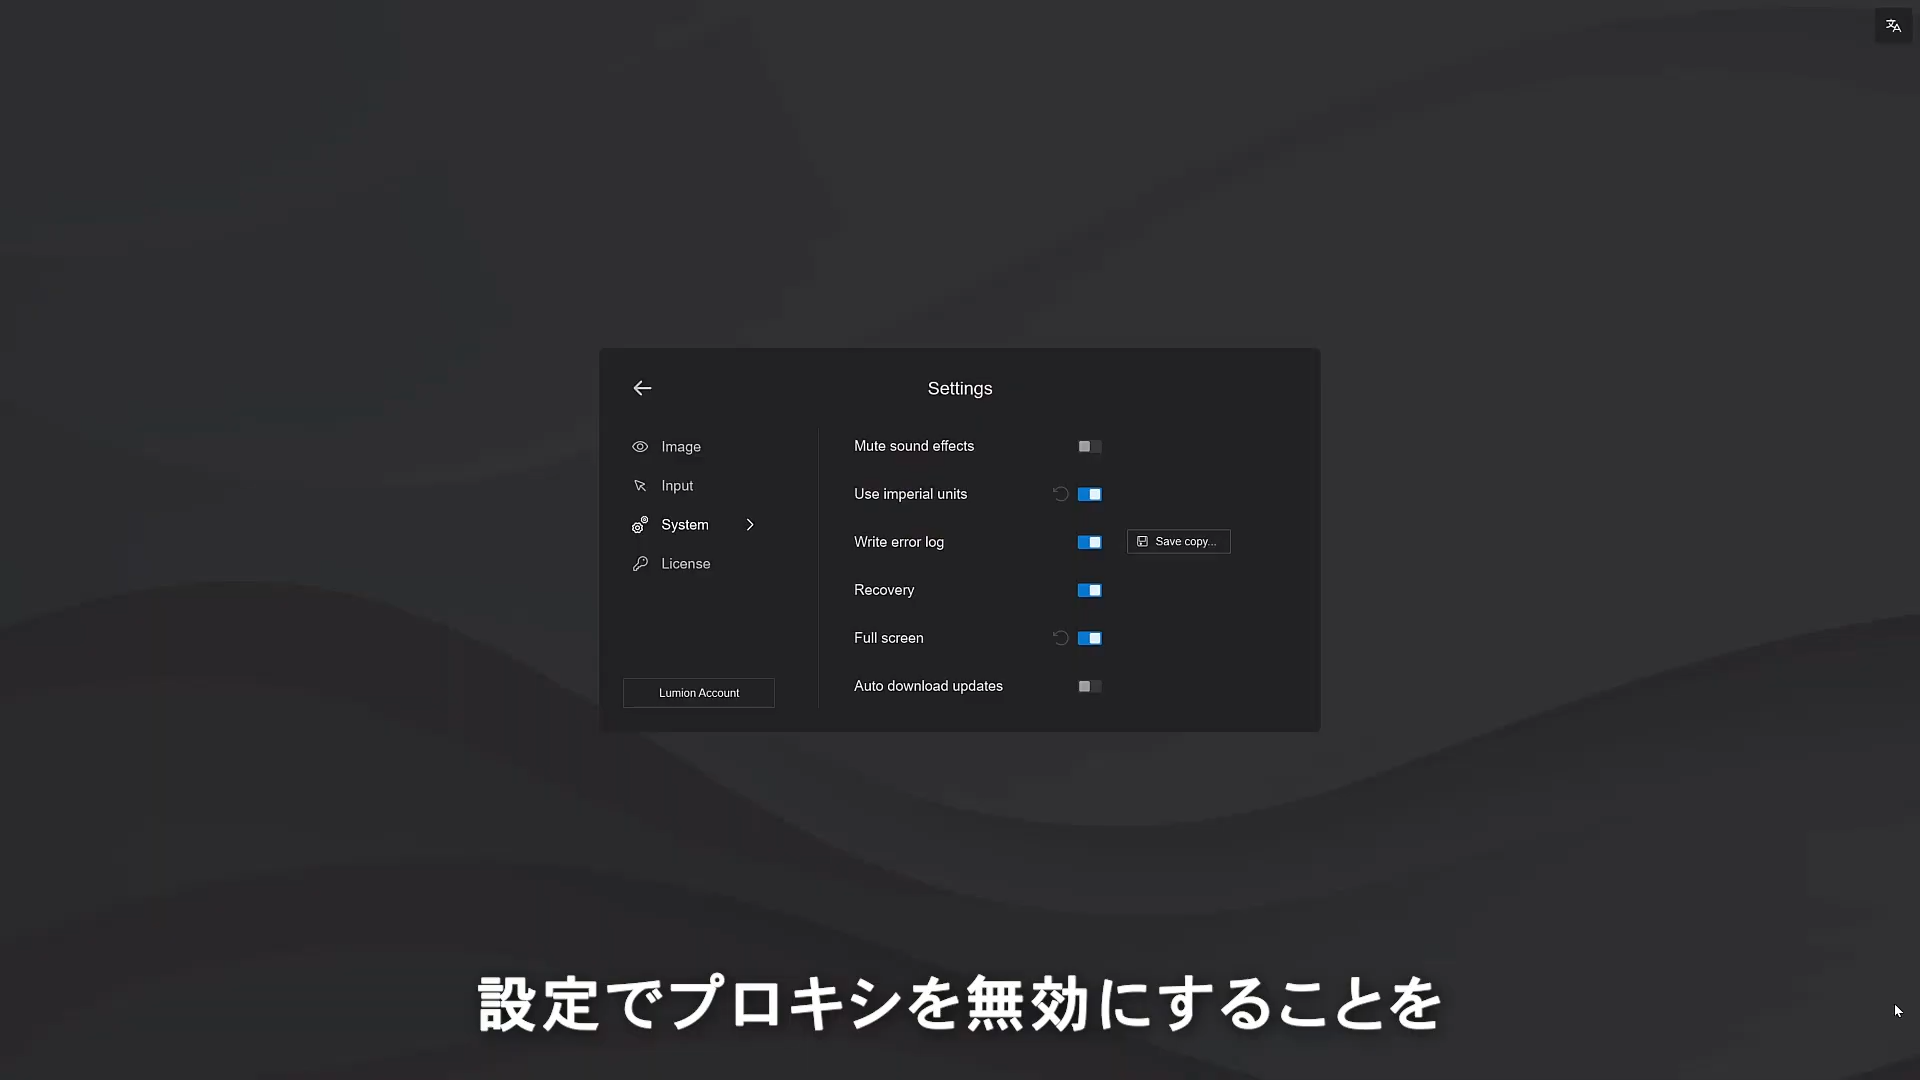 Settings
Image
Input
System
License
Lumion Account
Mute sound effects
Use imperial units
Write error log
Save copy...
Recovery
Full screen
Auto download updates
設定でプロキシを無効にすることを